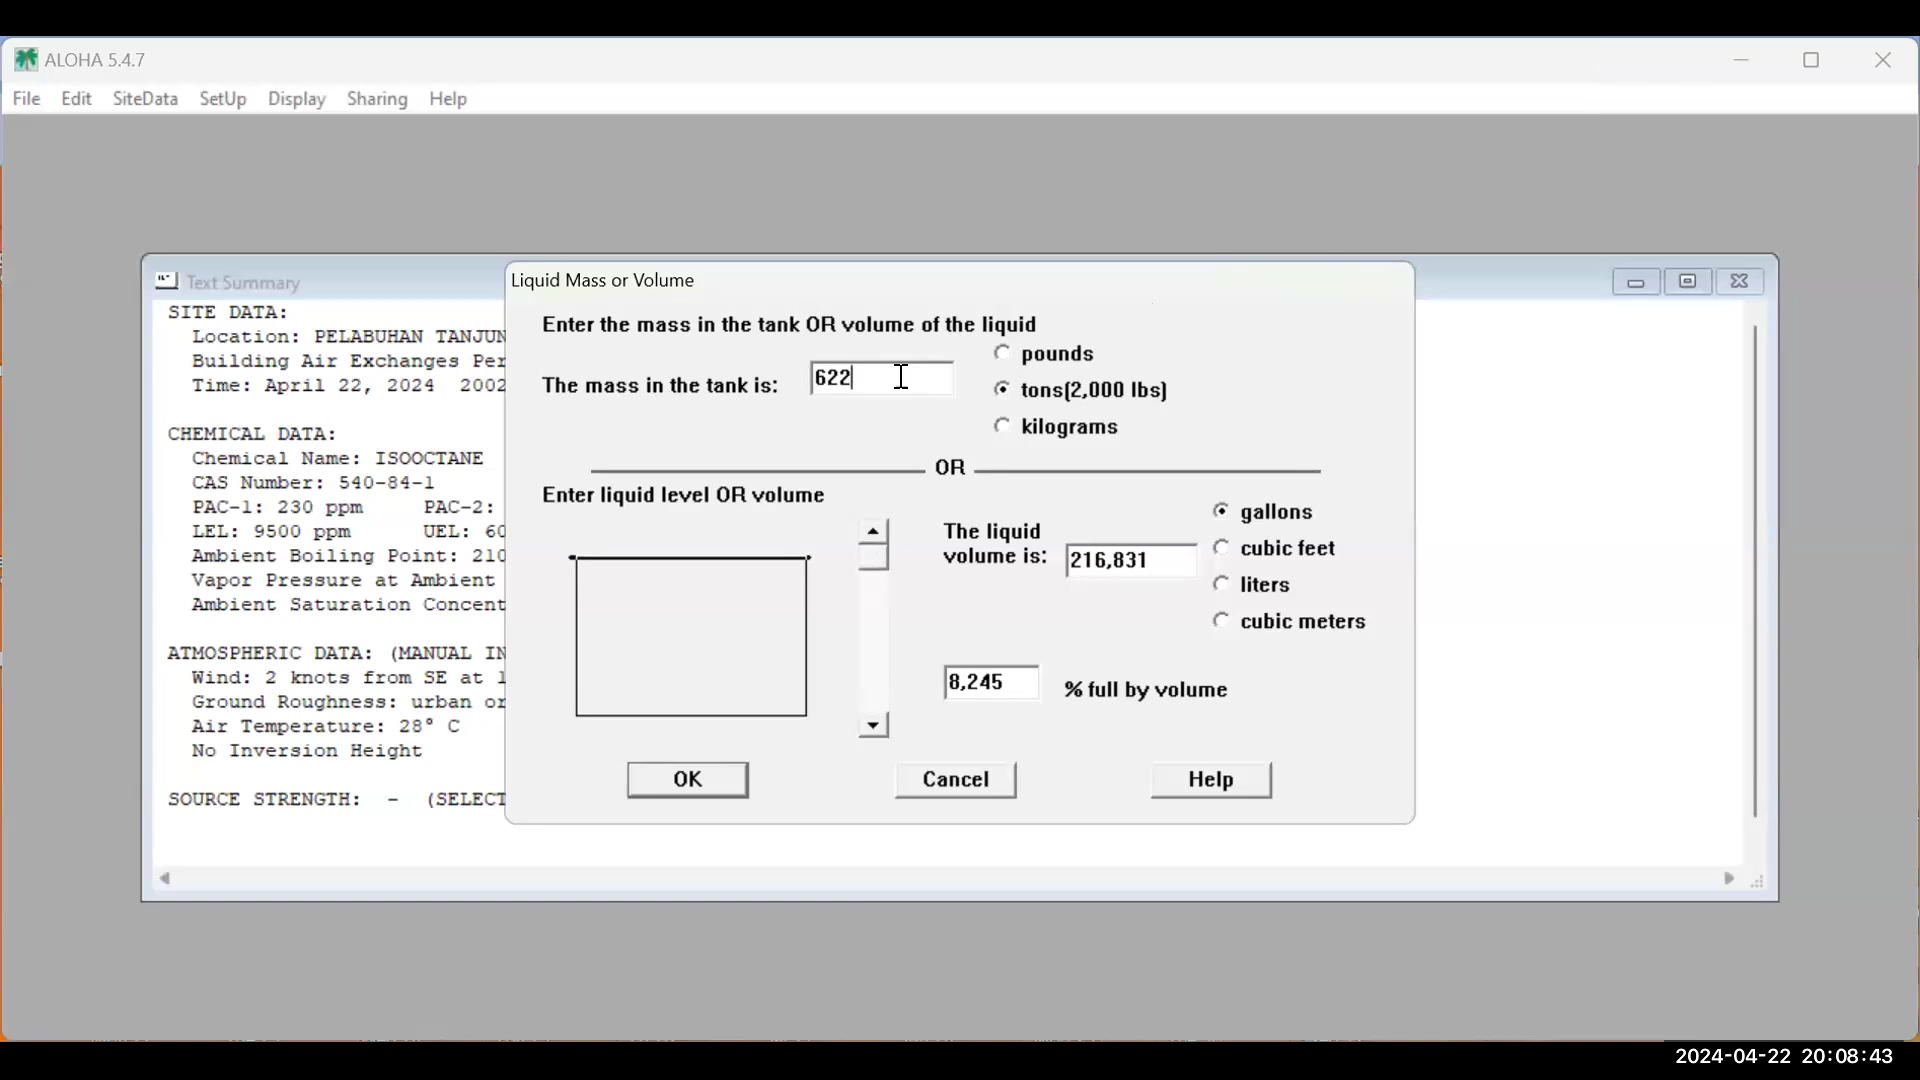 ALOHA 5.4.7
File Edit SiteData SetUp Display Sharing Help
Text Summary
SITE DATA:
Location: PELABUHAN TANJUN
Building Air Exchanges Per
Time: April 22, 2024 2002
CHEMICAL DATA:
Chemical Name: ISOOCTANE
CAS Number: 540-84-1
PAC-1: 230 ppm PAC-2:
LEL: 9500 ppm UEL: 60
Ambient Boiling Point: 210
Vapor Pressure at Ambient
Ambient Saturation Concent
ATMOSPHERIC DATA: (MANUAL IN
Wind: 2 knots from SE at 1
Ground Roughness: urban or
Air Temperature: 28° C
No Inversion Height
SOURCE STRENGTH: - (SELECT
Liquid Mass or Volume
Enter the mass in the tank OR volume of the liquid
The mass in the tank is: 622
pounds
tons(2,000 lbs)
kilograms
OR
Enter liquid level OR volume
The liquid
volume is: 216,831
gallons
cubic feet
liters
cubic meters
8,245 % full by volume
OK Cancel Help
2024-04-22 20:08:43